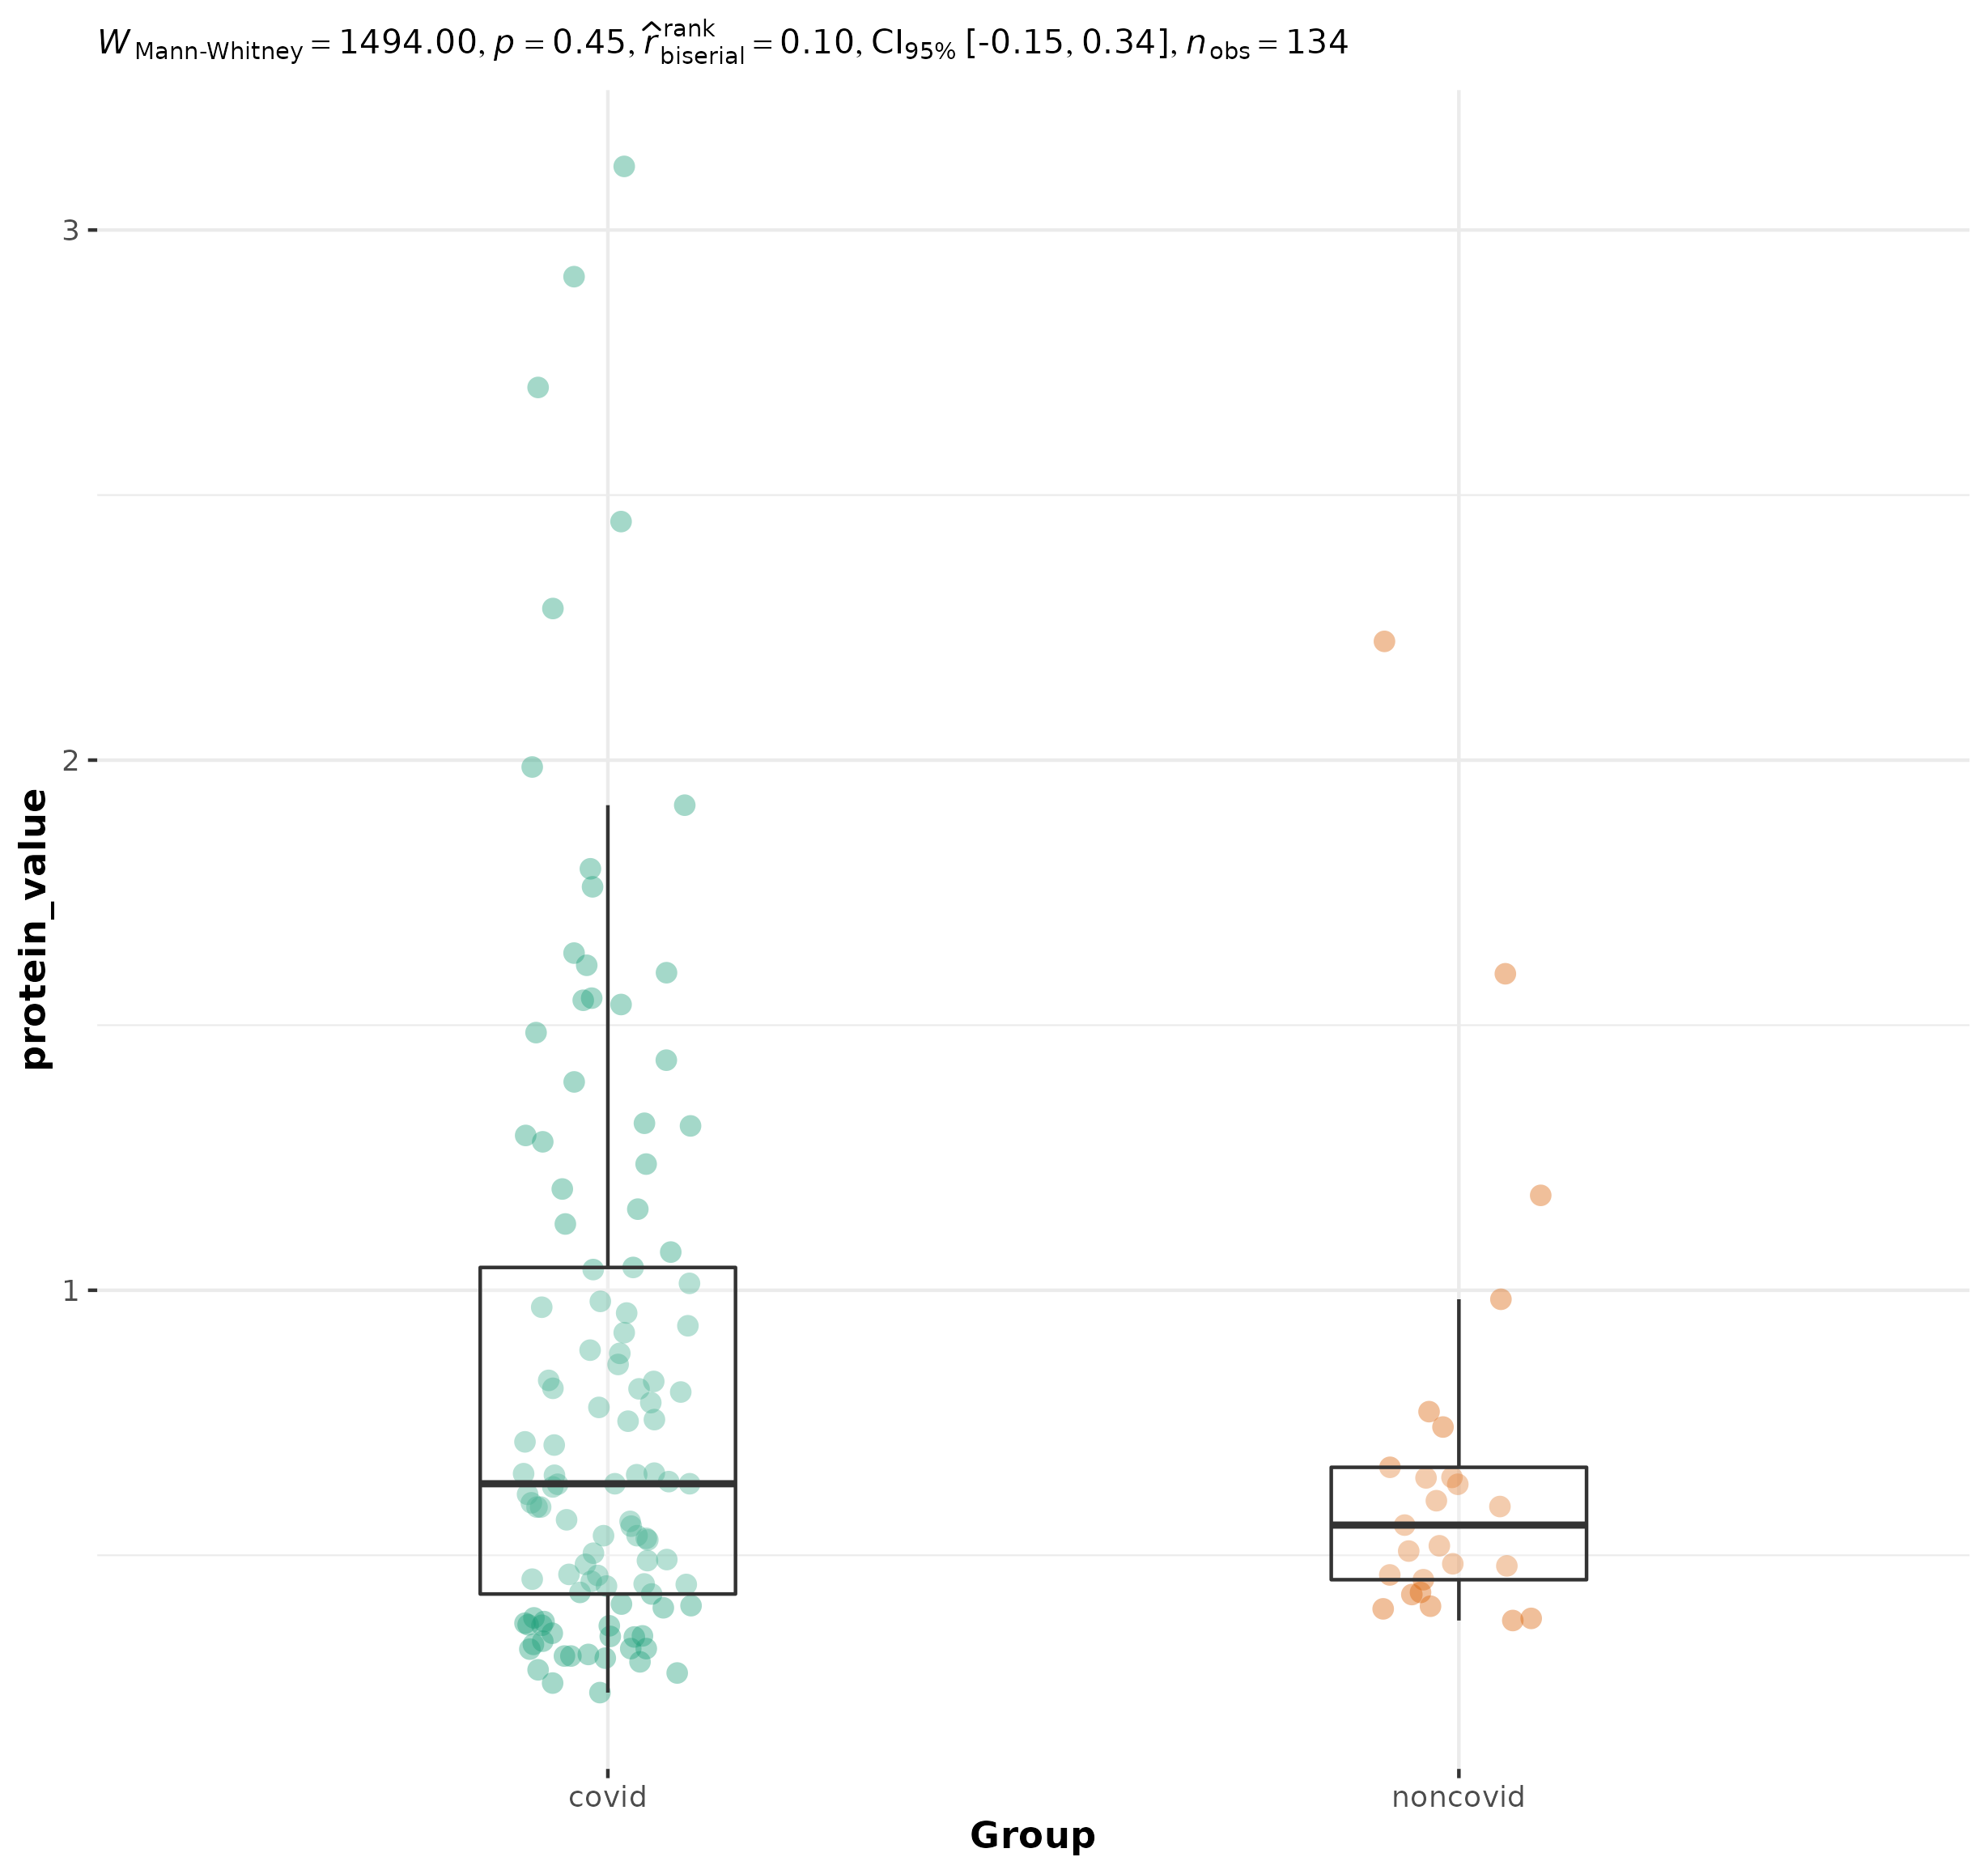 W Mann-Whitney = 1494.00, p = 0.45, r̂ rank biserial = 0.10, CI95% [-0.15, 0.34], nobs = 134
3
2
1
protein_value
covid noncovid
Group